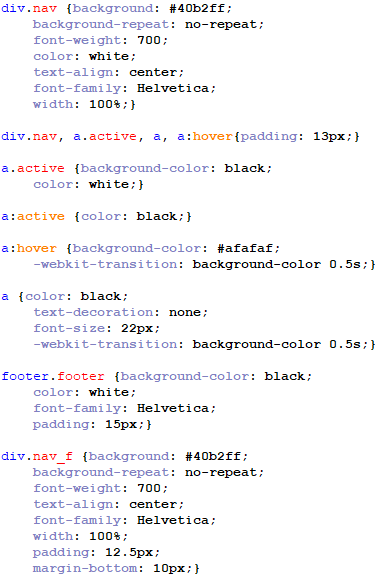 div.nav {background: #40b2ff;
    background-repeat: no-repeat;
    font-weight: 700;
    color: white;
    text-align: center;
    font-family: Helvetica;
    width: 100%;}

div.nav, a.active, a, a:hover{padding: 13px;}

a.active {background-color: black;
    color: white;}

a:active {color: black;}

a:hover {background-color: #afafaf;
    -webkit-transition: background-color 0.5s;}

a {color: black;
    text-decoration: none;
    font-size: 22px;
    -webkit-transition: background-color 0.5s;}

footer.footer {background-color: black;
    color: white;
    font-family: Helvetica;
    padding: 15px;}

div.nav_f {background: #40b2ff;
    background-repeat: no-repeat;
    font-weight: 700;
    text-align: center;
    font-family: Helvetica;
    width: 100%;
    padding: 12.5px;
    margin-bottom: 10px;}